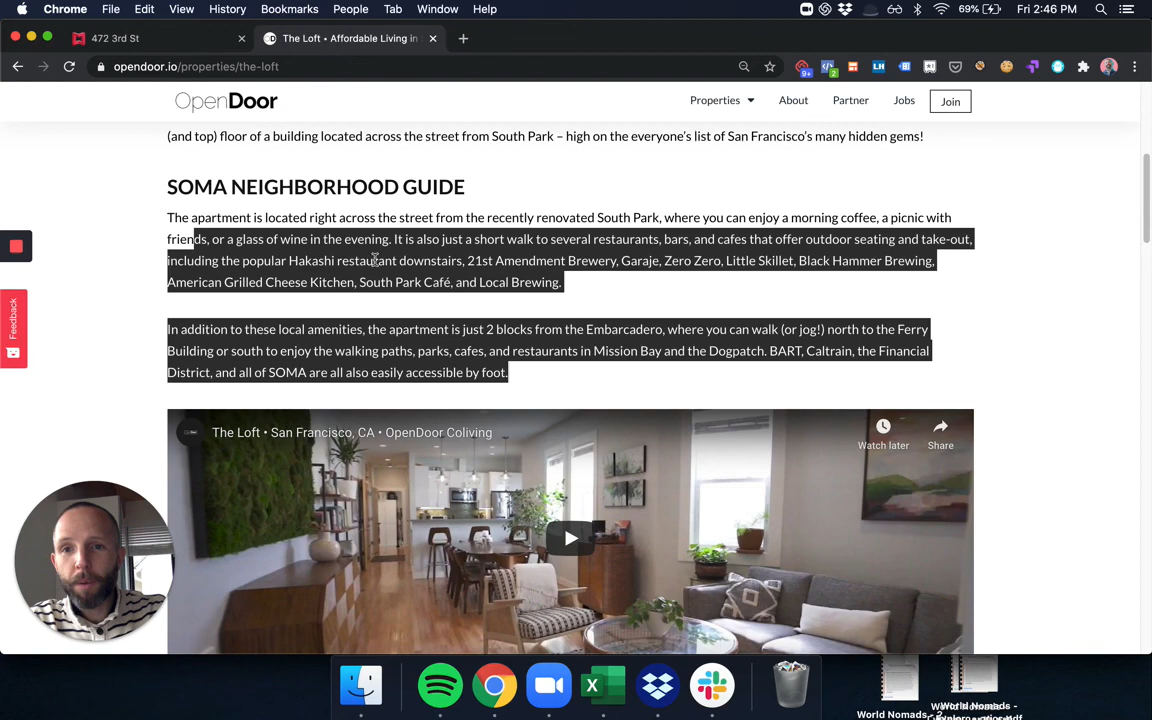 Chrome File Edit View History Bookmarks People Tab Window Help 69% Fri 2:46 PM
472 3rd St The Loft • Affordable Living in
opendoor.io/properties/the-loft
9+ 2 LH
OpenDoor Properties About Partner Jobs Join
(and top) floor of a building located across the street from South Park – high on the everyone's list of San Francisco's many hidden gems!
SOMA NEIGHBORHOOD GUIDE
The apartment is located right across the street from the recently renovated South Park, where you can enjoy a morning coffee, a picnic with
friends, or a glass of wine in the evening. It is also just a short walk to several restaurants, bars, and cafes that offer outdoor seating and take-out,
including the popular Hakashi restaurant downstairs, 21st Amendment Brewery, Garaje, Zero Zero, Little Skillet, Black Hammer Brewing,
American Grilled Cheese Kitchen, South Park Café, and Local Brewing.
Feedback
In addition to these local amenities, the apartment is just 2 blocks from the Embarcadero, where you can walk (or jog!) north to the Ferry
Building or south to enjoy the walking paths, parks, cafes, and restaurants in Mission Bay and the Dogpatch. BART, Caltrain, the Financial
District, and all of SOMA are all also easily accessible by foot.
The Loft • San Francisco, CA • OpenDoor Coliving
Watch later Share
World Nomads - 2
World Nomads -